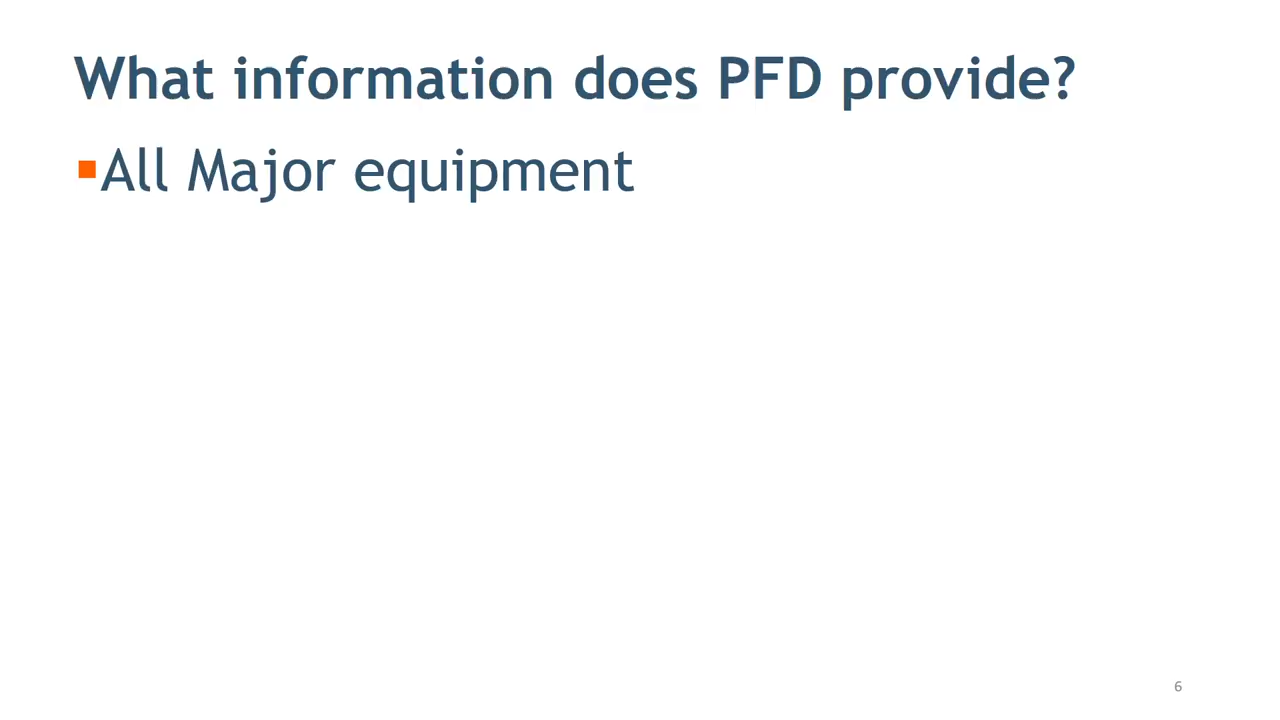 What information does PFD provide?
▪All Major equipment
6